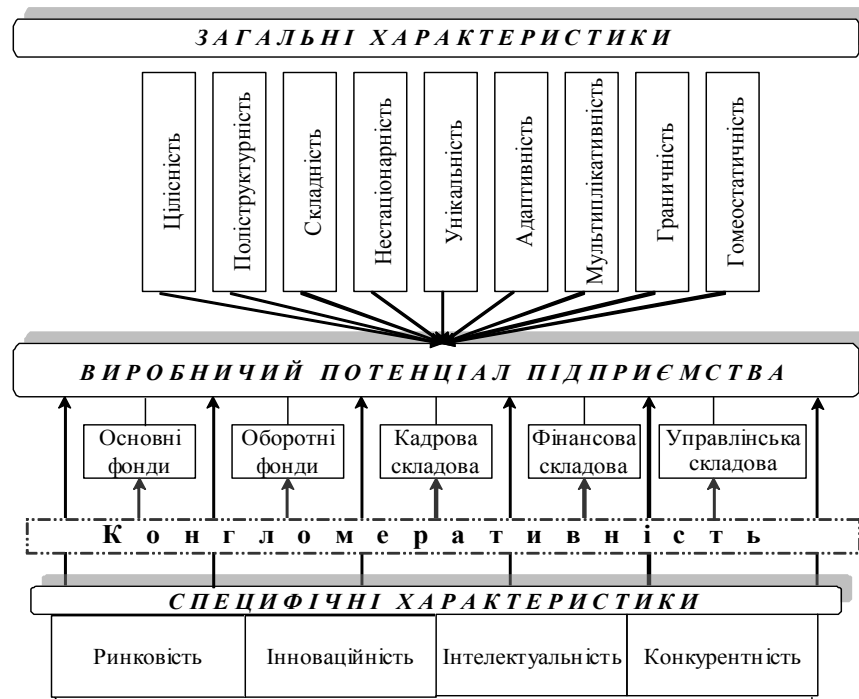 ЗАГАЛЬНІ ХАРАКТЕРИСТИКИ
Цілісність
Поліструктурність
Складність
Нестаціонарність
Унікальність
Адаптивність
Мультиплікативність
Граничність
Гомеостатичність
ВИРОБНИЧИЙ ПОТЕНЦІАЛ ПІДПРИЄМСТВА
Основні
фонди
Оборотні
фонди
Кадрова
складова
Фінансова
складова
Управлінська
складова
Конгломеративність
СПЕЦИФІЧНІ ХАРАКТЕРИСТИКИ
Ринковість
Інноваційність
Інтелектуальність
Конкурентність